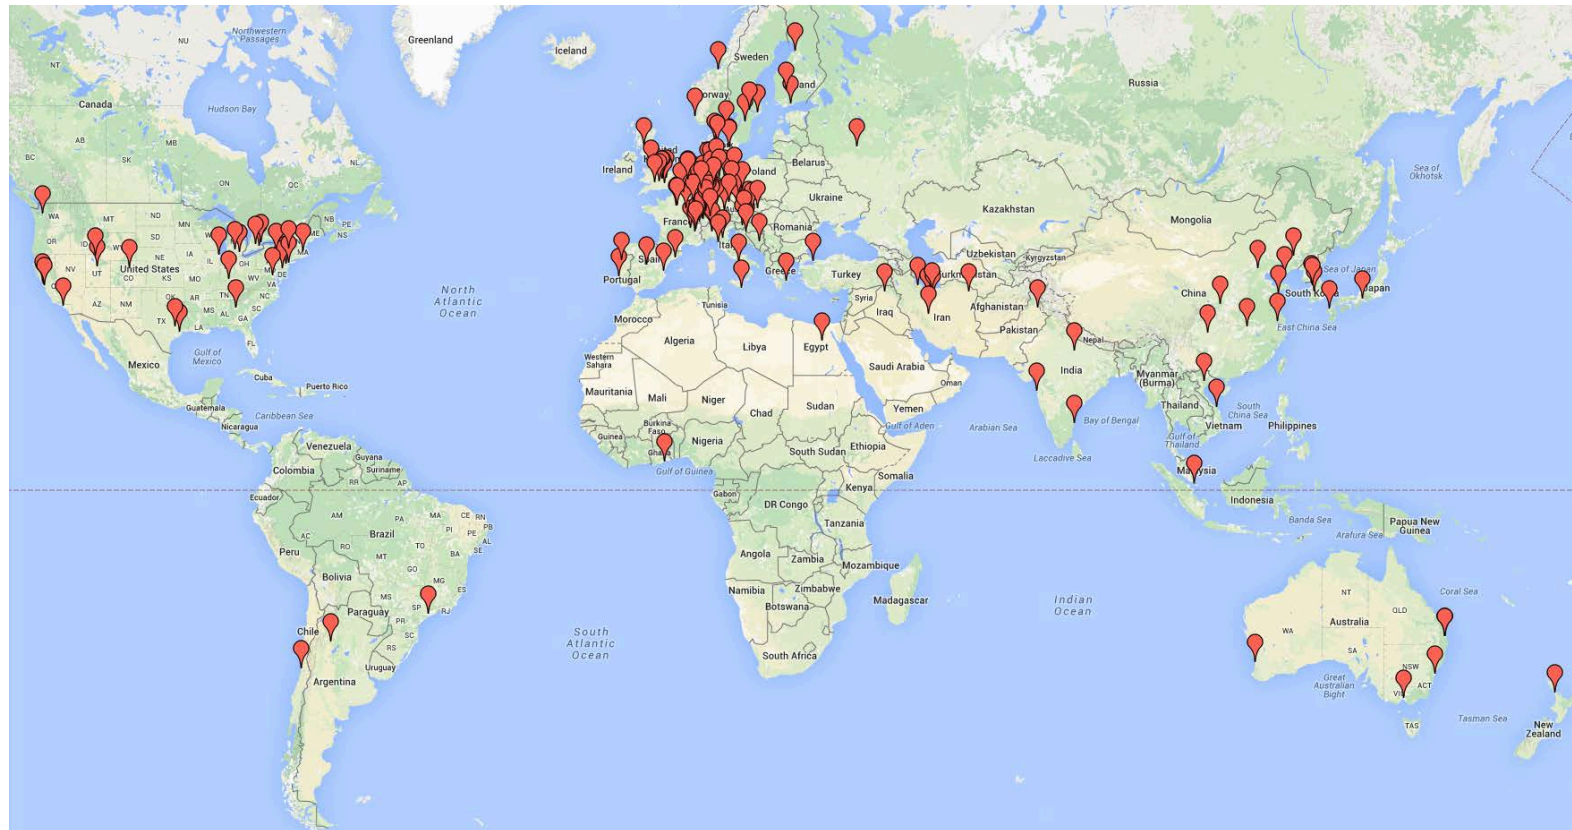 Northwestern
Passages
NU
Greenland
Iceland
Sweden
Russia
NT
Canada
Hudson Bay
Sea of
Okhotsk
AB
MB
NL
BC
SK
ON
QC
Ireland
Belarus
Poland
Ukraine
Kazakhstan
Mongolia
WA
MT
ND
MN
NB
PE
NS
ME
France
Romania
OR
ID
SD
IA
MA
NV
UT
United States
CO
KS
MO
IL
IN
WV
VA
DE
MD
Portugal
Greece
Turkey
Uzbekistan
Kyrgyzstan
Sea of Japan
Japan
China
East China Sea
AZ
NM
AR
TN
NC
SC
TX
LA
AL
GA
FL
North
Atlantic
Ocean
Tunisia
Syria
Iraq
Iran
Afghanistan
Pakistan
Nepal
Morocco
Algeria
Libya
Egypt
Western
Sahara
Saudi Arabia
Oman
India
Myanmar
(Burma)
Mexico
Gulf of
Mexico
Cuba
Puerto Rico
Guatemala
Nicaragua
Caribbean Sea
Mauritania
Mali
Niger
Chad
Sudan
Yemen
Gulf of Aden
Arabian Sea
Bay of Bengal
Thailand
Vietnam
South
China Sea
Philippines
Gulf of
Thailand
Burkina
Faso
Guinea
Ghana
Nigeria
Ethiopia
South Sudan
Somalia
Laccadive Sea
Malaysia
Venezuela
Guyana
Suriname
Colombia
Gulf of Guinea
Ecuador
RR
AP
Gabon
Kenya
DR Congo
Tanzania
Indonesia
Banda Sea
Papua New
Guinea
Arafura Sea
AM
PA
MA
CE
RN
PB
PE
AL
SE
PI
AC
RO
TO
BA
Brazil
Peru
MT
GO
Bolivia
MG
ES
MS
SP
RJ
Angola
Zambia
Mozambique
Zimbabwe
Namibia
Botswana
Madagascar
Indian
Ocean
Paraguay
PR
SC
RS
Chile
Uruguay
Argentina
South
Atlantic
Ocean
South Africa
NT
QLD
Coral Sea
WA
Australia
SA
NSW
ACT
Great
Australian
Bight
TAS
Tasman Sea
New
Zealand